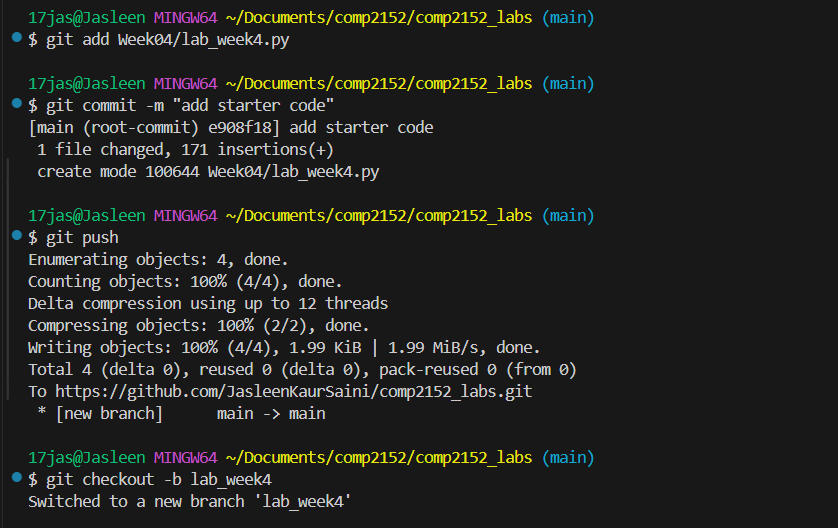 17jas@Jasleen MINGW64 ~/Documents/comp2152/comp2152_labs (main)
$ git add Week04/lab_week4.py
17jas@Jasleen MINGW64 ~/Documents/comp2152/comp2152_labs (main)
$ git commit -m "add starter code"
[main (root-commit) e908f18] add starter code
1 file changed, 171 insertions(+)
create mode 100644 Week04/lab_week4.py
17jas@Jasleen MINGW64 ~/Documents/comp2152/comp2152_labs (main)
$ git push
Enumerating objects: 4, done.
Counting objects: 100% (4/4), done.
Delta compression using up to 12 threads
Compressing objects: 100% (2/2), done.
Writing objects: 100% (4/4), 1.99 KiB | 1.99 MiB/s, done.
Total 4 (delta 0), reused 0 (delta 0), pack-reused 0 (from 0)
To https://github.com/JasleenKaurSaini/comp2152_labs.git
* [new branch]      main -> main
17jas@Jasleen MINGW64 ~/Documents/comp2152/comp2152_labs (main)
$ git checkout -b lab_week4
Switched to a new branch 'lab_week4'